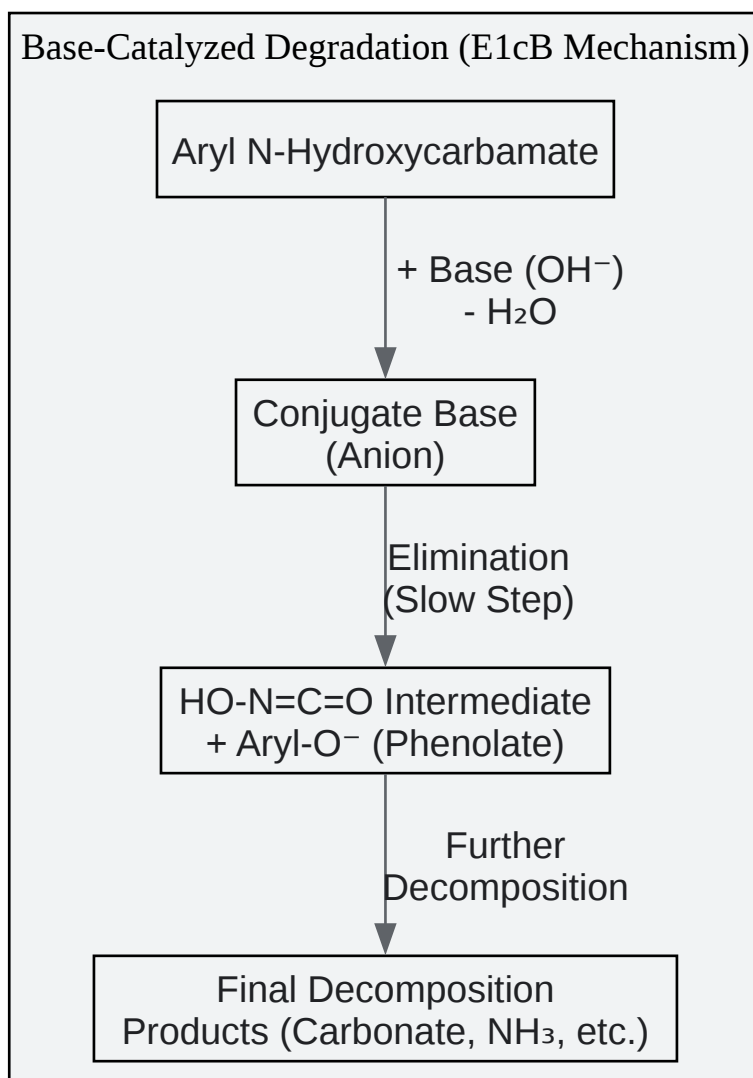 Base-Catalyzed Degradation (E1cB Mechanism)
Aryl N-Hydroxycarbamate
+ Base (OH⁻)
- H₂O
Conjugate Base
(Anion)
Elimination
(Slow Step)
HO-N=C=O Intermediate
+ Aryl-O⁻ (Phenolate)
Further
Decomposition
Final Decomposition
Products (Carbonate, NH₃, etc.)